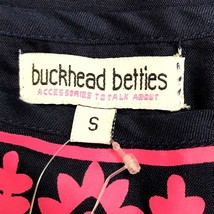 buckhead betties
ACCESSORIES TO TALK ABOUT
S